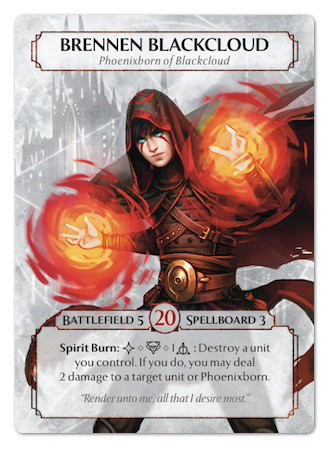 BRENNEN BLACKCLOUD
Phoenixborn of Blackcloud
BATTLEFIELD 5 20 SPELLBOARD 3
Spirit Burn: 1 : Destroy a unit
you control. If you do, you may deal
2 damage to a target unit or Phoenixborn.
"Render unto me, all that I desire most."